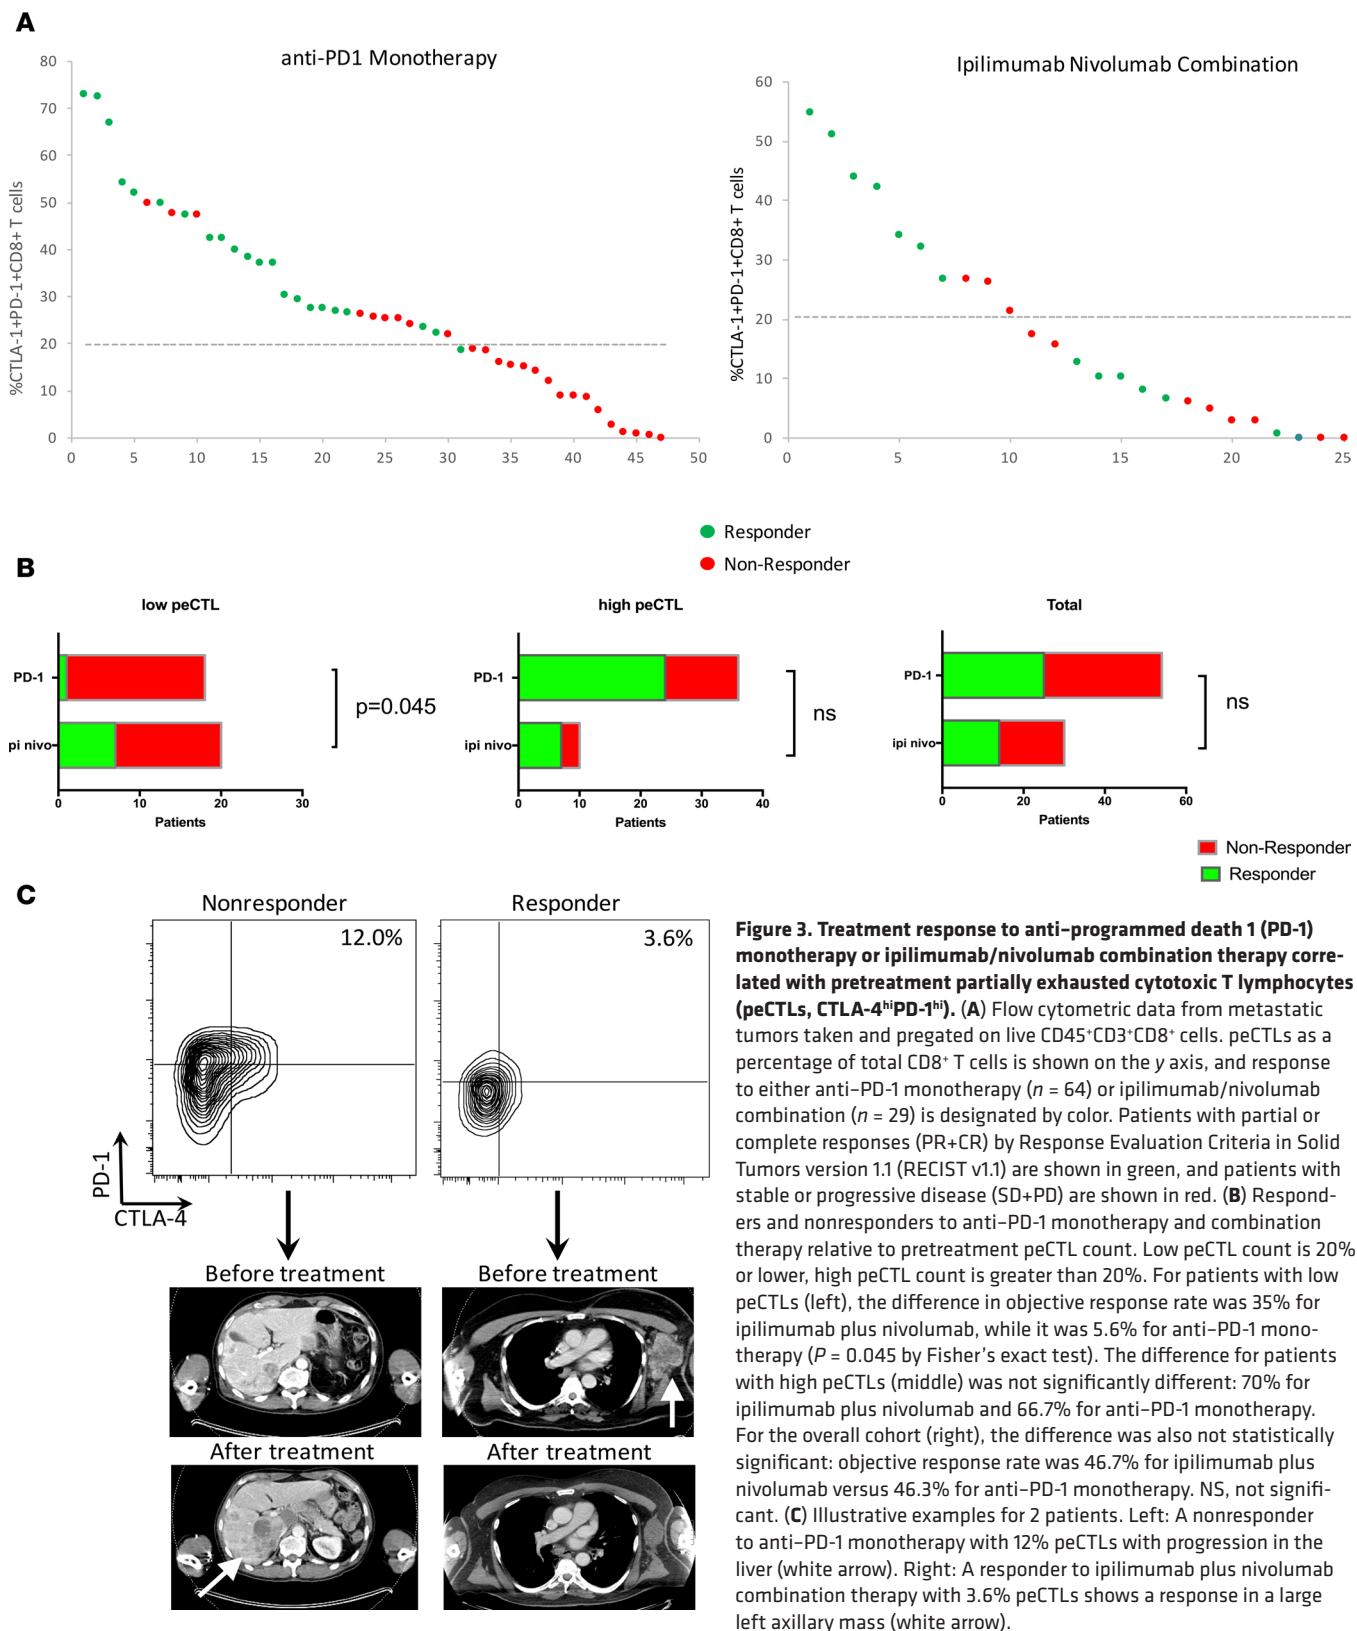 A
anti-PD1 Monotherapy
%CTLA-1+PD-1+CD8+ T cells
80
70
60
50
40
30
20
10
0
0 5 10 15 20 25 30 35 40 45 50
Ipilimumab Nivolumab Combination
%CTLA-1+PD-1+CD8+ T cells
60
50
40
30
20
10
0
0 5 10 15 20 25
Responder
Non-Responder
B
low peCTL
PD-1
pi nivo
p=0.045
0 10 20 30
Patients
high peCTL
PD-1
ipi nivo
ns
0 10 20 30 40
Patients
Total
PD-1
ipi nivo
ns
0 20 40 60
Patients
Non-Responder
Responder
C
Nonresponder
12.0%
Responder
3.6%
PD-1
CTLA-4
Before treatment
Before treatment
After treatment
After treatment
Figure 3. Treatment response to anti–programmed death 1 (PD-1)
monotherapy or ipilimumab/nivolumab combination therapy corre-
lated with pretreatment partially exhausted cytotoxic T lymphocytes
(peCTLs, CTLA-4ʰⁱPD-1ʰⁱ). (A) Flow cytometric data from metastatic
tumors taken and pregated on live CD45⁺CD3⁺CD8⁺ cells. peCTLs as a
percentage of total CD8⁺ T cells is shown on the y axis, and response
to either anti–PD-1 monotherapy (n = 64) or ipilimumab/nivolumab
combination (n = 29) is designated by color. Patients with partial or
complete responses (PR+CR) by Response Evaluation Criteria in Solid
Tumors version 1.1 (RECIST v1.1) are shown in green, and patients with
stable or progressive disease (SD+PD) are shown in red. (B) Respond-
ers and nonresponders to anti–PD-1 monotherapy and combination
therapy relative to pretreatment peCTL count. Low peCTL count is 20%
or lower, high peCTL count is greater than 20%. For patients with low
peCTLs (left), the difference in objective response rate was 35% for
ipilimumab plus nivolumab, while it was 5.6% for anti–PD-1 mono-
therapy (P = 0.045 by Fisher's exact test). The difference for patients
with high peCTLs (middle) was not significantly different: 70% for
ipilimumab plus nivolumab and 66.7% for anti–PD-1 monotherapy.
For the overall cohort (right), the difference was also not statistically
significant: objective response rate was 46.7% for ipilimumab plus
nivolumab versus 46.3% for anti–PD-1 monotherapy. NS, not signifi-
cant. (C) Illustrative examples for 2 patients. Left: A nonresponder
to anti–PD-1 monotherapy with 12% peCTLs with progression in the
liver (white arrow). Right: A responder to ipilimumab plus nivolumab
combination therapy with 3.6% peCTLs shows a response in a large
left axillary mass (white arrow).